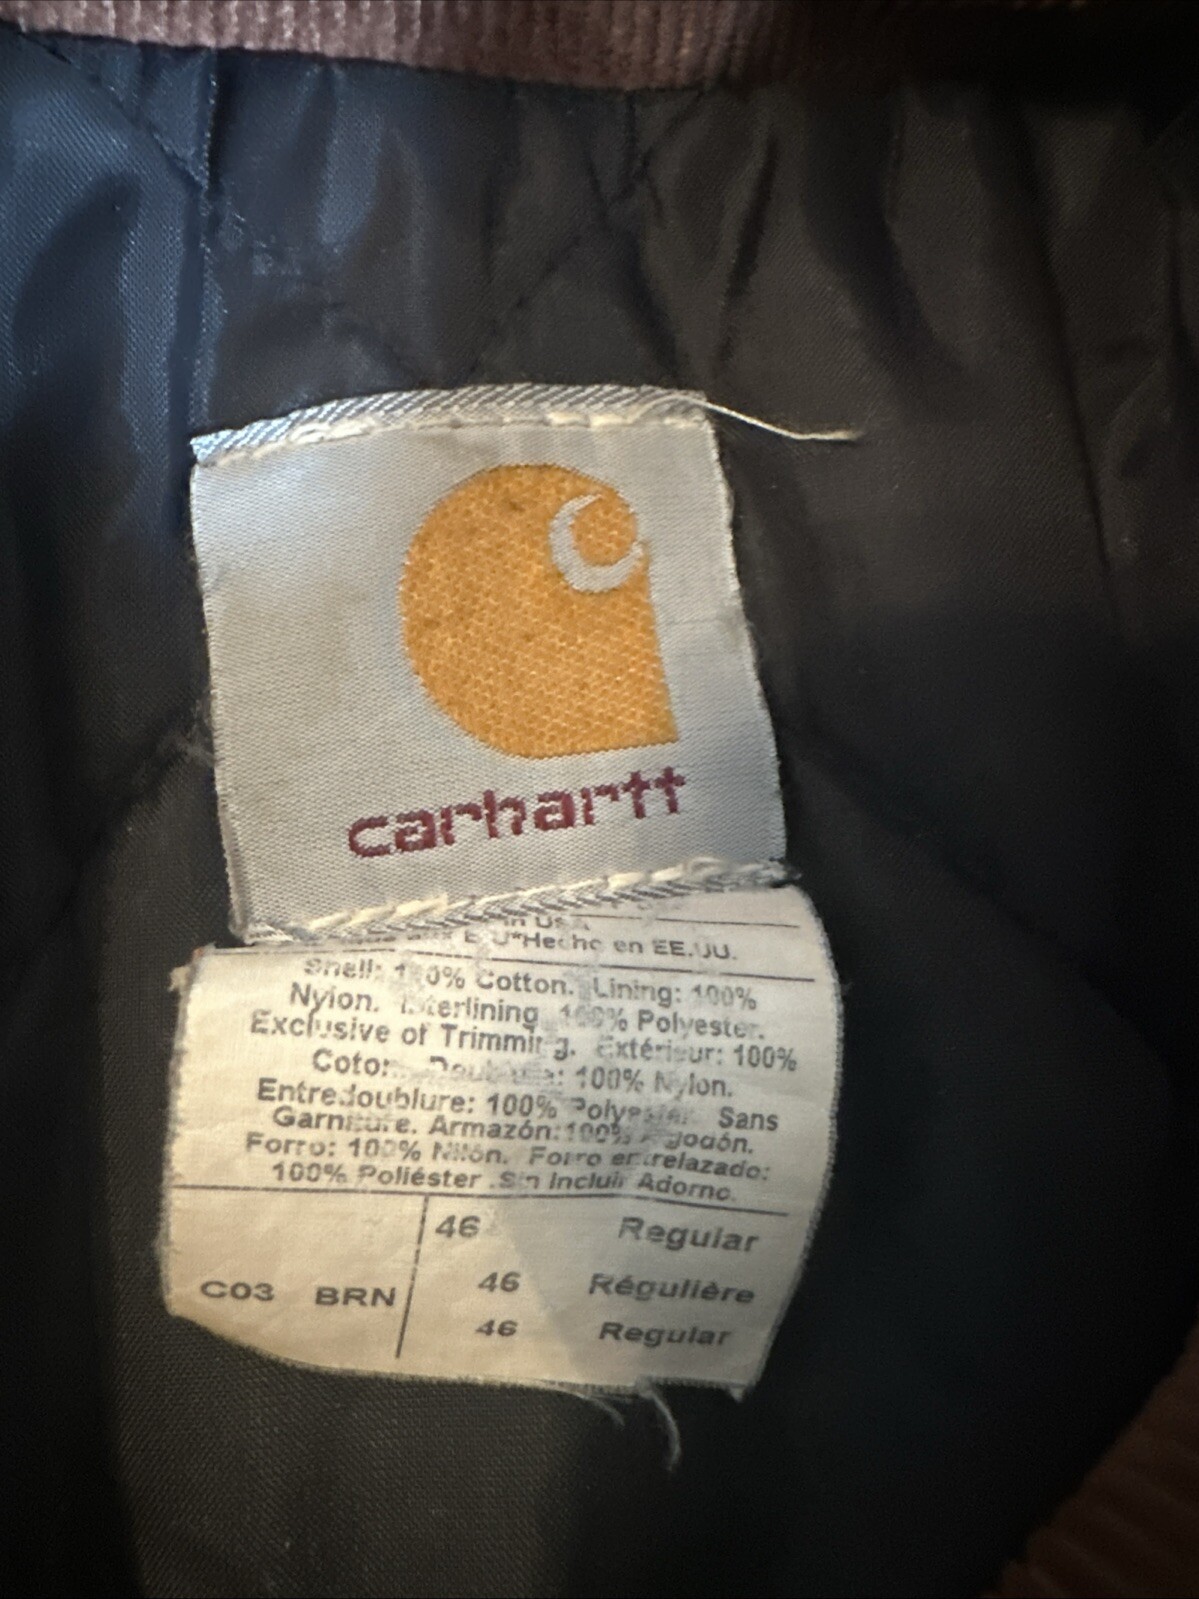 carhartt
in USA
E.U*Hecho en EE.UU.
Shell: 100% Cotton. Lining: 100%
Nylon. Interlining 100% Polyester.
Exclusive of Trimming. Extérieur: 100%
Coton. Doublure: 100% Nylon.
Entredoublure: 100% Polyester. Sans
Garniture. Armazón: 100% Algodón.
Forro: 100% Nilón. Forro entrelazado:
100% Poliéster .Sin Incluir Adorno.
46 Regular
C03 BRN 46 Régulière
46 Regular